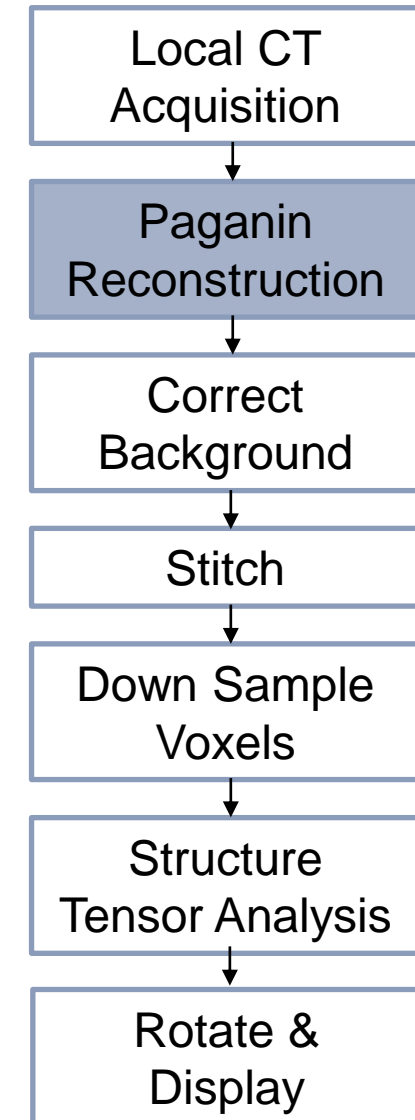 Local CT
Acquisition
Paganin
Reconstruction
Correct
Background
Stitch
Down Sample
Voxels
Structure
Tensor Analysis
Rotate &
Display